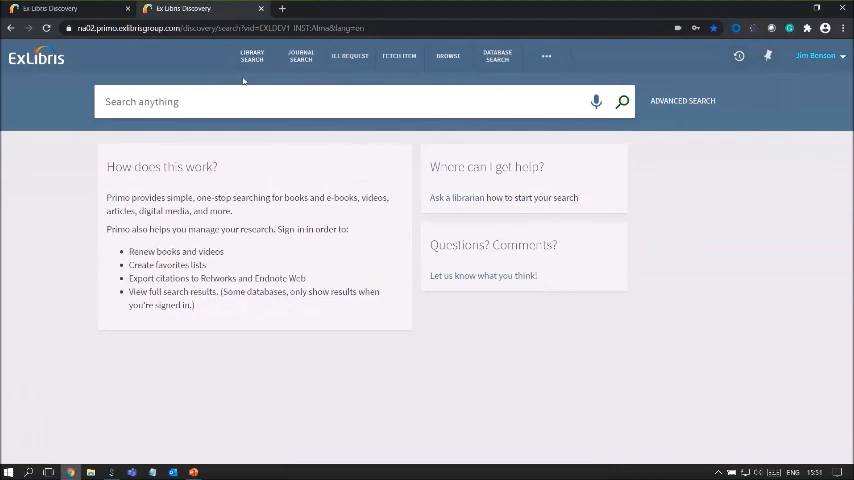 Ex Libris Discovery
Ex Libris Discovery
na02.primo.exlibrisgroup.com/discovery/search?vid=EXLDEV1_INST:Alma&lang=en
ExLibris
LIBRARY SEARCH
JOURNAL SEARCH
ILL REQUEST
FETCH ITEM
BROWSE
DATABASE SEARCH
Jim Benson
Search anything
ADVANCED SEARCH
How does this work?
Primo provides simple, one-stop searching for books and e-books, videos,
articles, digital media, and more.
Primo also helps you manage your research. Sign in in order to:
• Renew books and videos
• Create favorites lists
• Export citations to Refworks and Endnote Web
• View full search results. (Some databases, only show results when
you're signed in.)
Where can I get help?
Ask a librarian how to start your search
Questions? Comments?
Let us know what you think!
ENG
15:51